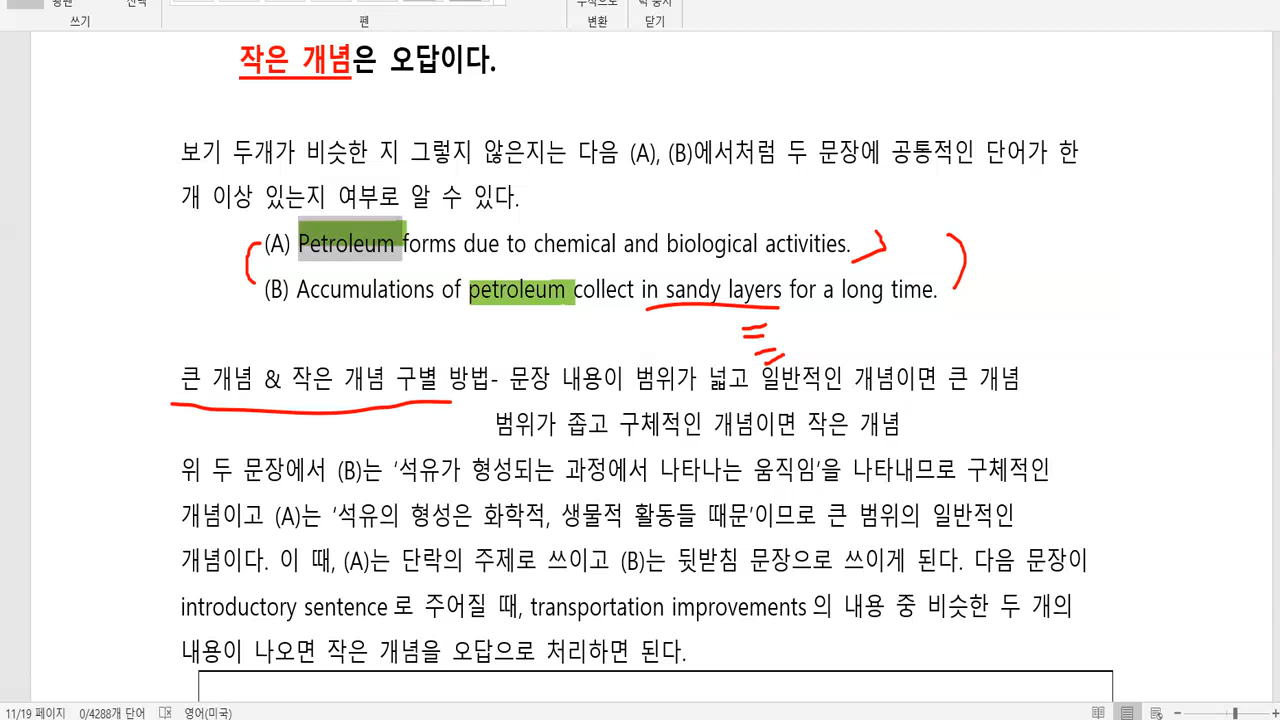 쓰기
펜
변환
닫기
작은 개념은 오답이다.
보기 두개가 비슷한 지 그렇지 않은지는 다음 (A), (B)에서처럼 두 문장에 공통적인 단어가 한
개 이상 있는지 여부로 알 수 있다.
(A) Petroleum forms due to chemical and biological activities.
(B) Accumulations of petroleum collect in sandy layers for a long time.
큰 개념 & 작은 개념 구별 방법- 문장 내용이 범위가 넓고 일반적인 개념이면 큰 개념
범위가 좁고 구체적인 개념이면 작은 개념
위 두 문장에서 (B)는 '석유가 형성되는 과정에서 나타나는 움직임'을 나타내므로 구체적인
개념이고 (A)는 '석유의 형성은 화학적, 생물적 활동들 때문'이므로 큰 범위의 일반적인
개념이다. 이 때, (A)는 단락의 주제로 쓰이고 (B)는 뒷받침 문장으로 쓰이게 된다. 다음 문장이
introductory sentence 로 주어질 때, transportation improvements 의 내용 중 비슷한 두 개의
내용이 나오면 작은 개념을 오답으로 처리하면 된다.
11/19 페이지 0/4288개 단어 영어(미국)